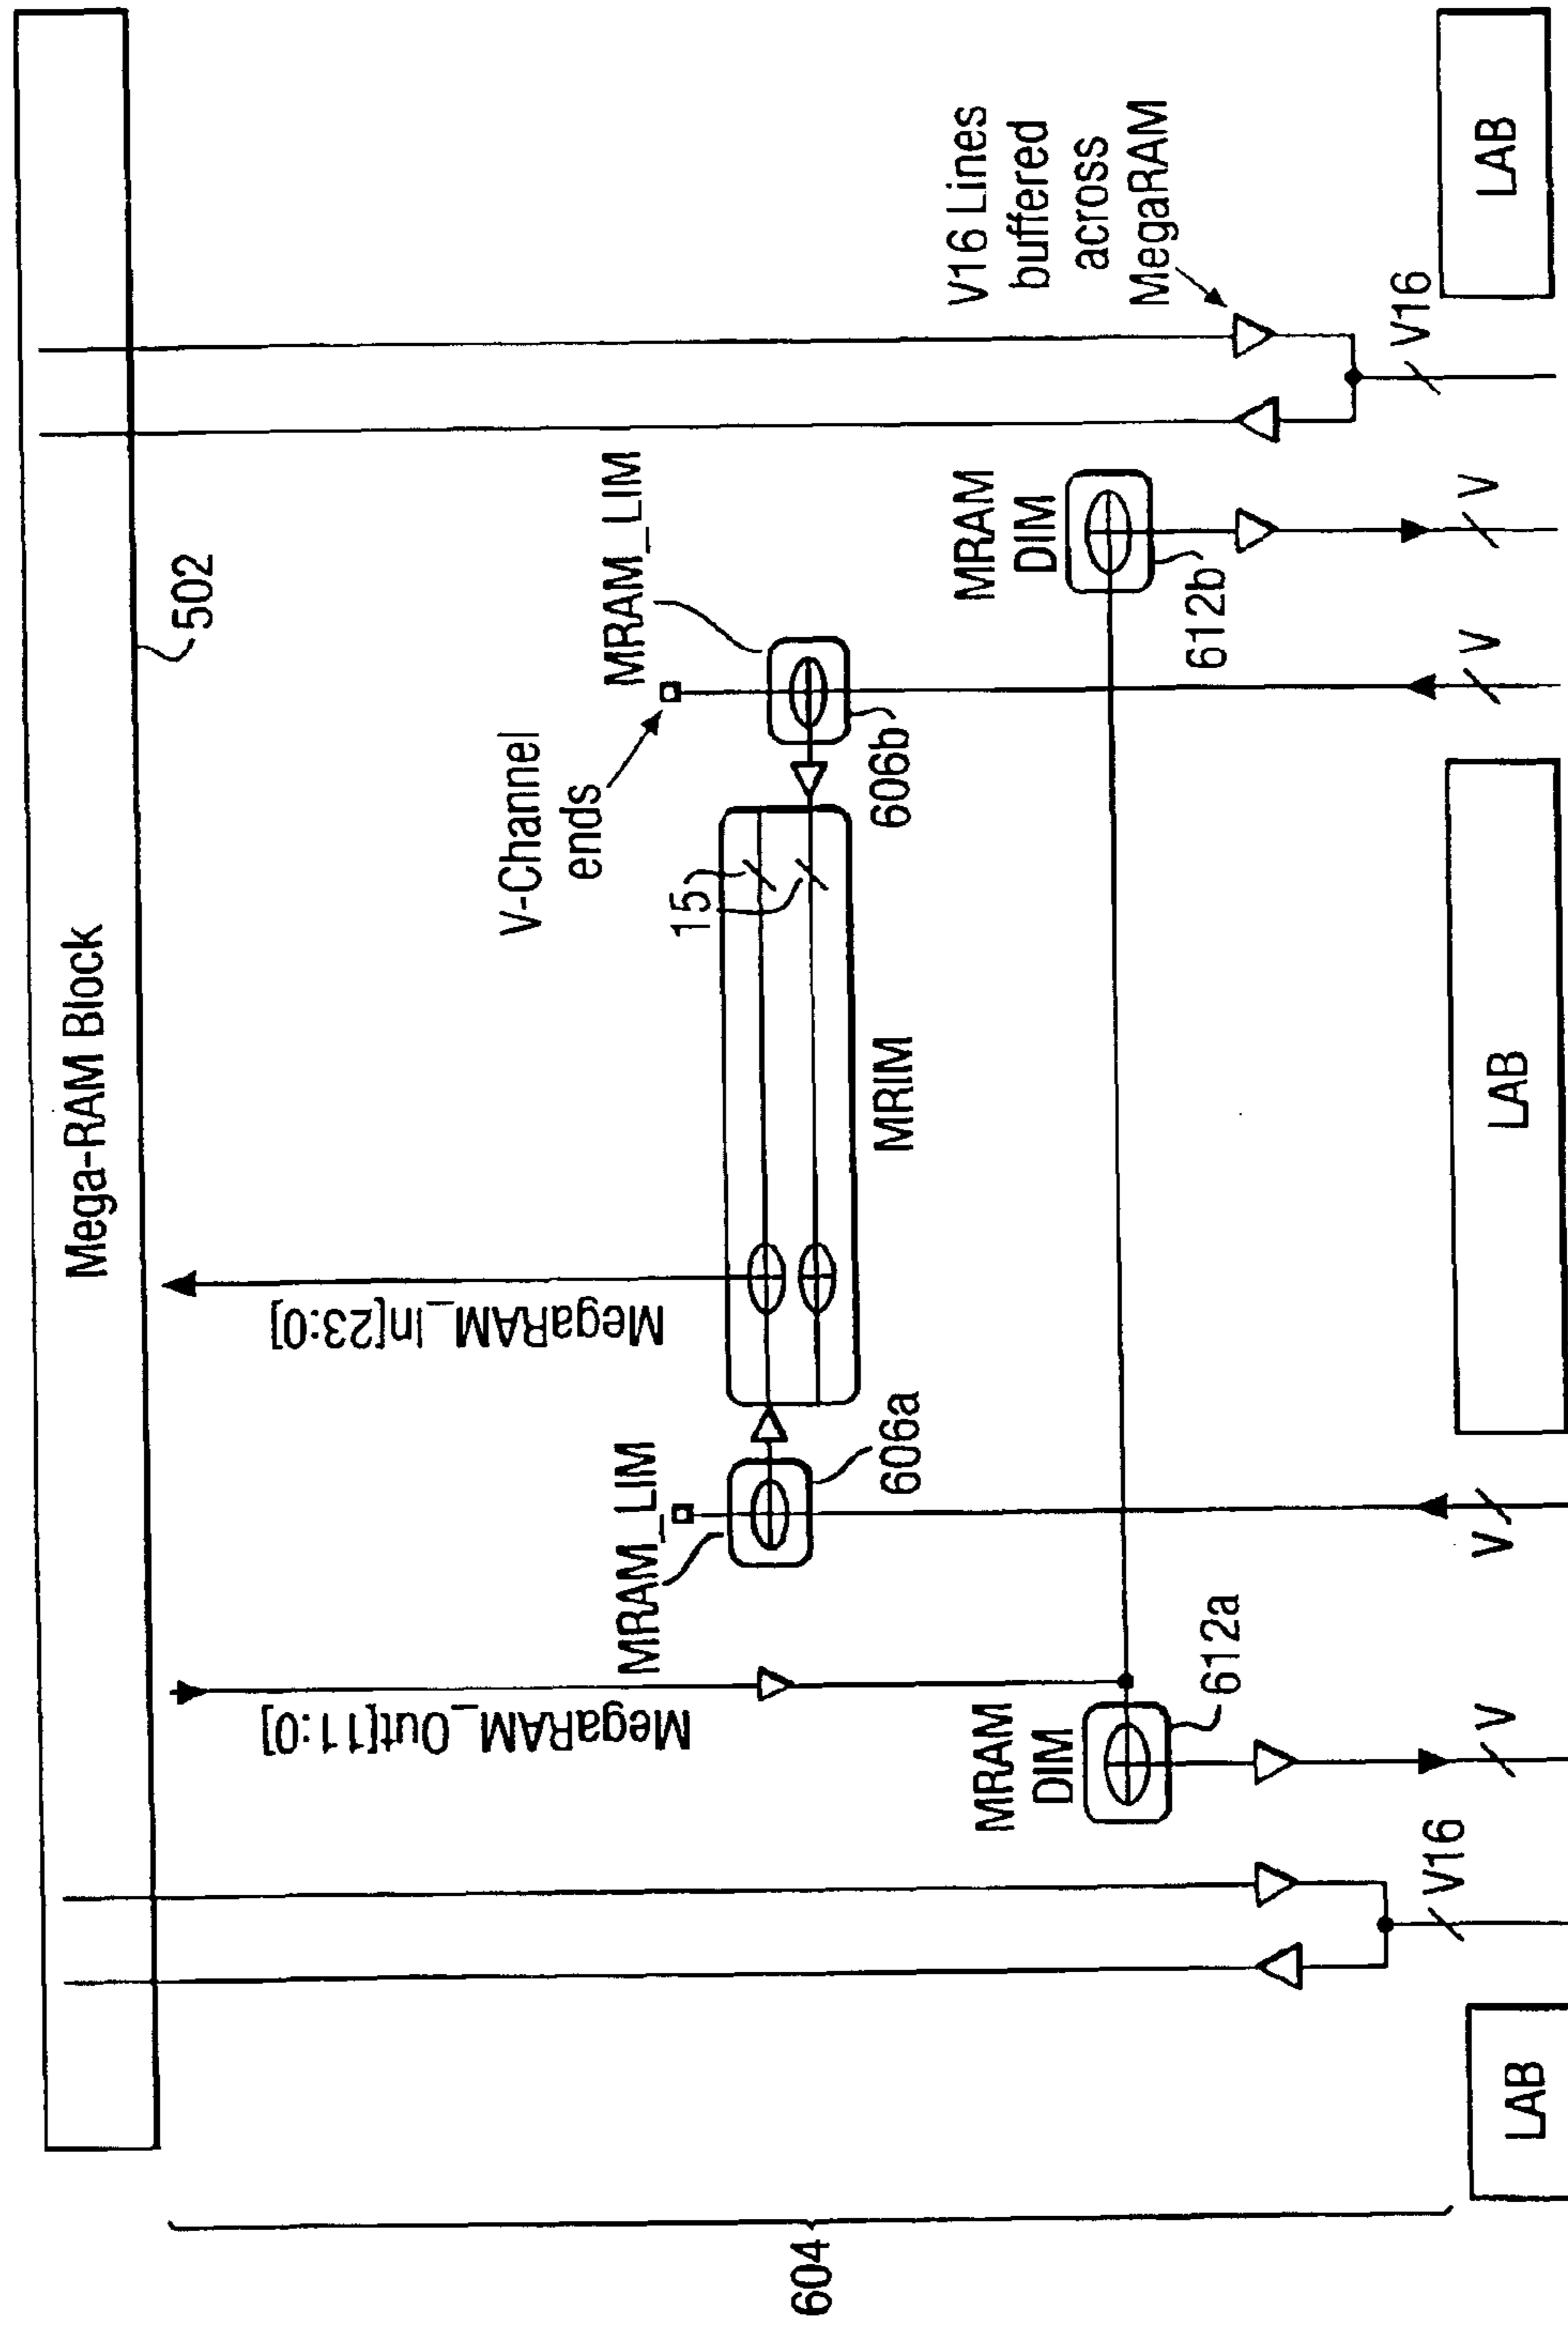 Mega-RAM Block
502
MegaRAM_Out[11:0]
MegaRAM_In[23:0]
V-Channel
ends
MRAM_LIM
MRAM_LIM
606a
15
606b
MRIM
604
MRAM
DIM
612a
MRAM
DIM
612b
V16 Lines
buffered
across
MegaRAM
V16
V
V
V
V
V16
LAB
LAB
LAB